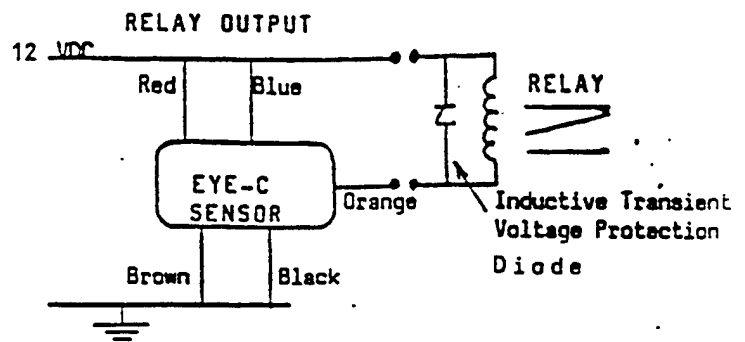 RELAY OUTPUT
12 VDC
Red
Blue
RELAY
EYE-C
SENSOR
Orange
Inductive Transient
Voltage Protection
Diode
Brown
Black